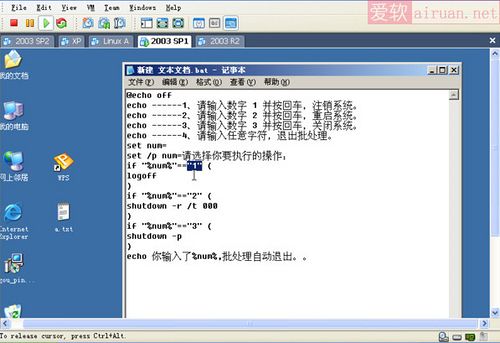 File Edit View VM Team Windows Help
爱软 airuan.net
2003 SP2 XP Linux A 2003 SP1 2003 R2
我的文档
我的电脑
网上邻居
WPS
Internet Explorer
a.txt
新建 文本文档.bat - 记事本
文件(F) 编辑(E) 格式(O) 查看(V) 帮助(H)
@echo off
echo ------1、请输入数字 1 并按回车，注销系统。
echo ------2、请输入数字 2 并按回车，重启系统。
echo ------3、请输入数字 3 并按回车，关闭系统。
echo ------4、请输入任意字符，退出批处理。
set num=
set /p num=请选择你要执行的操作：
if "%num%"=="1" (
logoff
)
if "%num%"=="2" (
shutdown -r /t 000
)
if "%num%"=="3" (
shutdown -p
)
echo 你输入了%num%,批处理自动退出。。
To release cursor, press Ctrl+Alt.